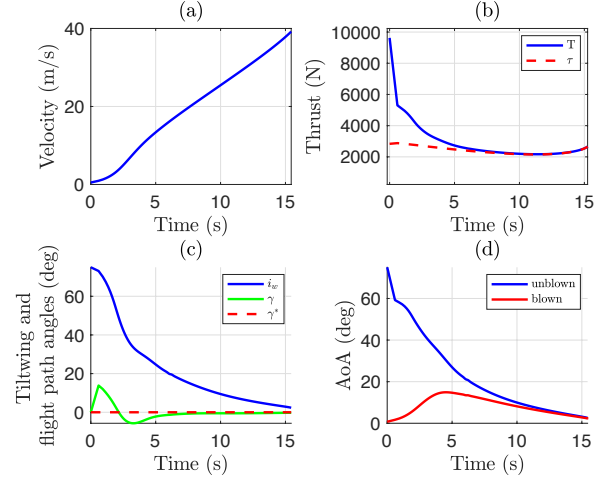 (a)
Velocity (m/s)
40
20
0
0 5 10 15
Time (s)
(b)
Thrust (N)
10000
8000
6000
4000
2000
T
τ
0 5 10 15
Time (s)
(c)
Tiltwing and
flight path angles (deg)
60
40
20
0
i_w
γ
γ*
0 5 10 15
Time (s)
(d)
AoA (deg)
60
40
20
0
unblown
blown
0 5 10 15
Time (s)